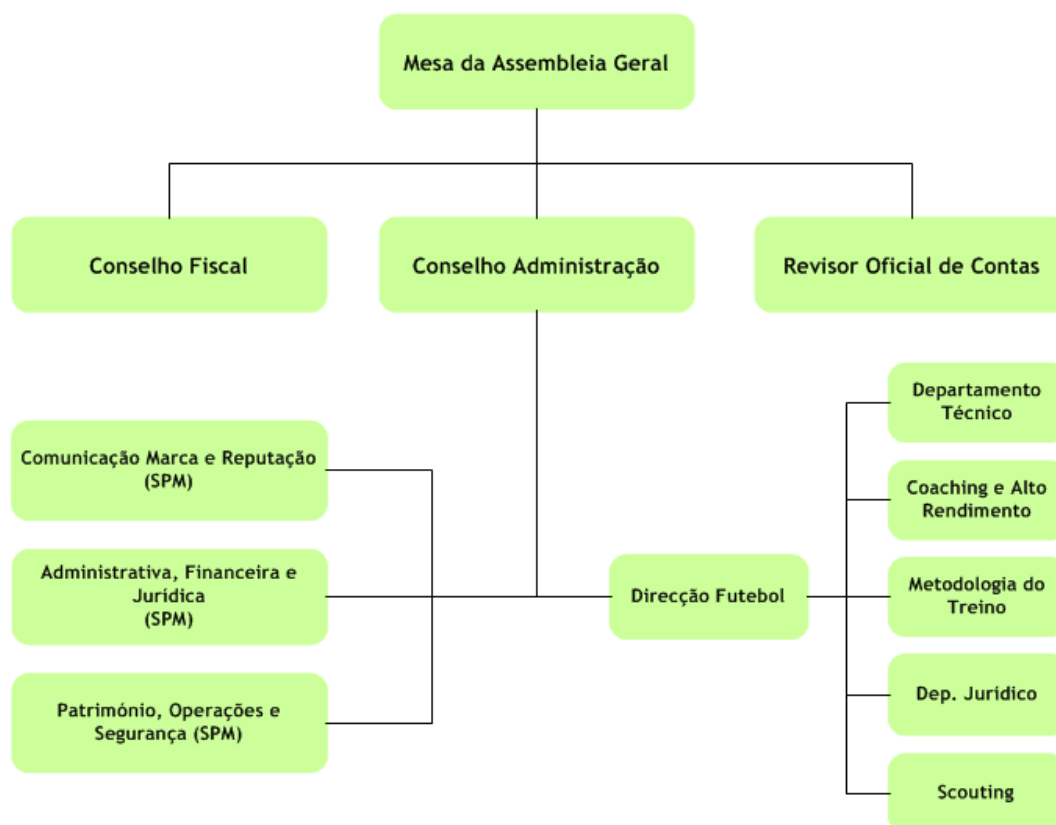 Mesa da Assembleia Geral
Conselho Fiscal
Conselho Administração
Revisor Oficial de Contas
Comunicação Marca e Reputação
(SPM)
Administrativa, Financeira e
Jurídica
(SPM)
Património, Operações e
Segurança (SPM)
Direcção Futebol
Departamento
Técnico
Coaching e Alto
Rendimento
Metodologia do
Treino
Dep. Jurídico
Scouting